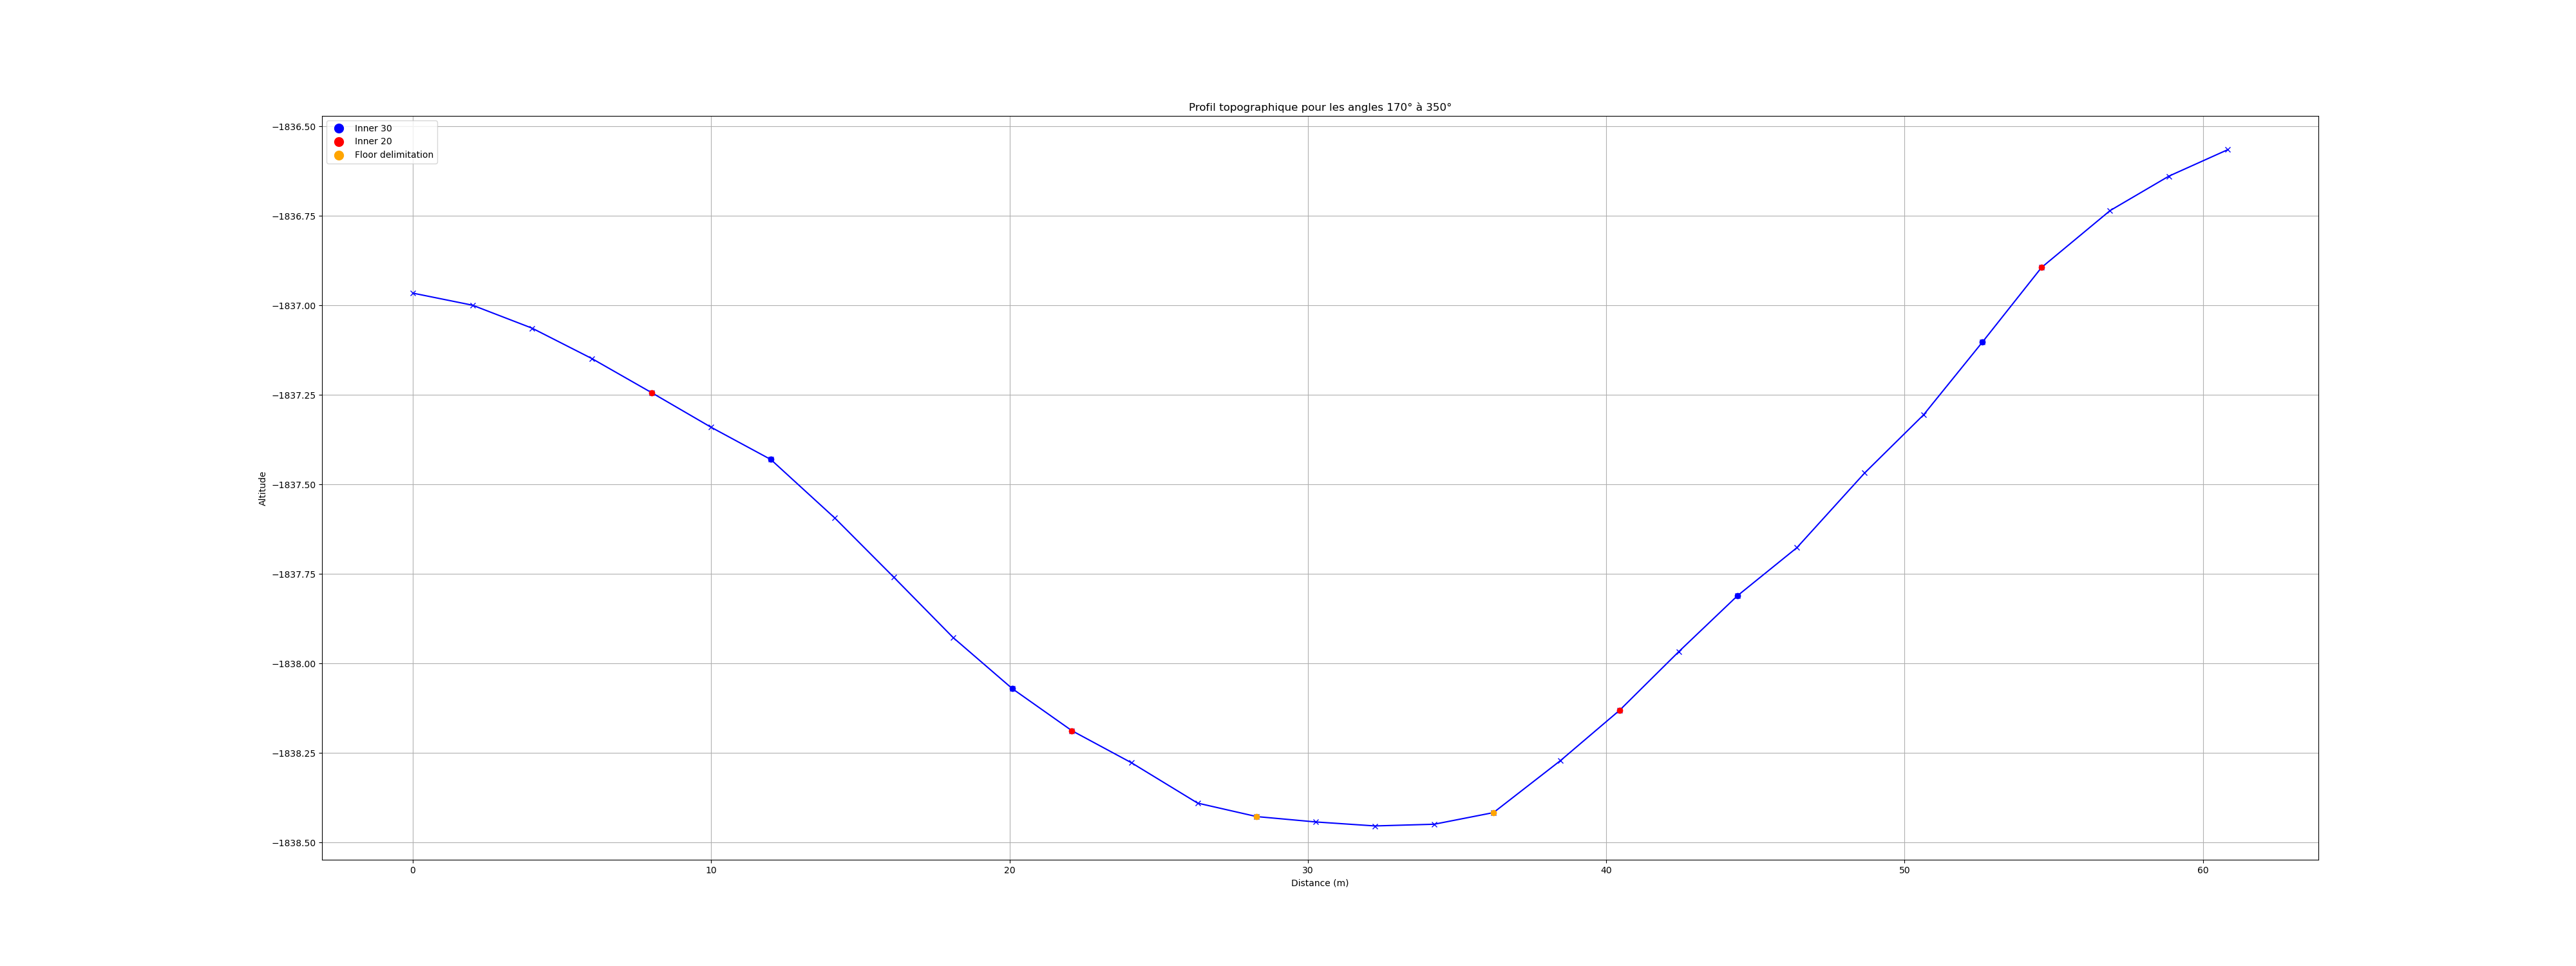 Profil topographique pour les angles 170° à 350°
Inner 30
Inner 20
Floor delimitation
Altitude
−1836.50
−1836.75
−1837.00
−1837.25
−1837.50
−1837.75
−1838.00
−1838.25
−1838.50
0 10 20 30 40 50 60
Distance (m)